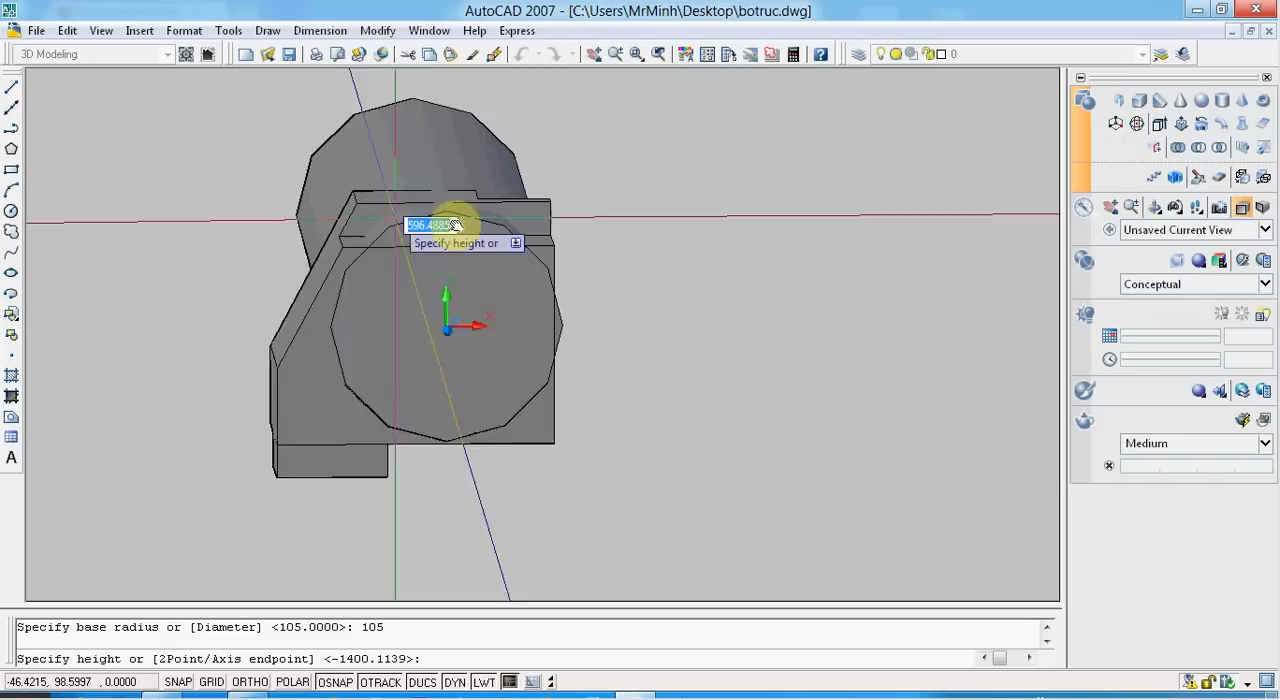 AutoCAD 2007 - [C:\Users\MrMinh\Desktop\botruc.dwg]
File Edit View Insert Format Tools Draw Dimension Modify Window Help Express
3D Modeling
0
596.4885
Specify height or
X
Unsaved Current View
Conceptual
Medium
A
Specify base radius or [Diameter] <105.0000>: 105
Specify height or [2Point/Axis endpoint] <-1400.1139>:
-46.4215, 98.5997 , 0.0000 SNAP GRID ORTHO POLAR OSNAP OTRACK DUCS DYN LWT